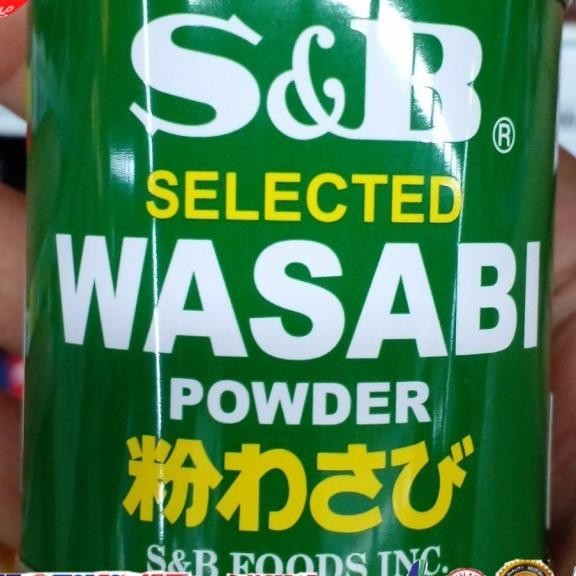 S&B®
SELECTED
WASABI
POWDER
粉わさび
S&B FOODS INC.